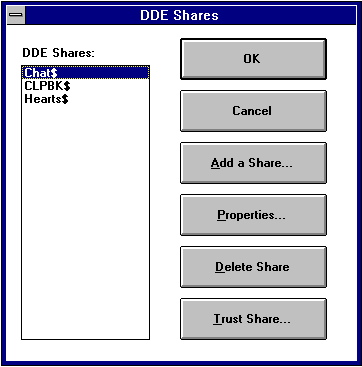 DDE Shares
DDE Shares:
Chat$
CLPBK$
Hearts$
OK
Cancel
Add a Share...
Properties...
Delete Share
Trust Share...